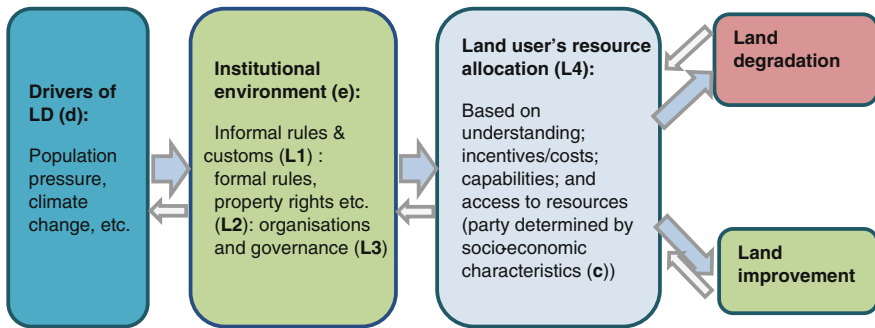 Drivers of
LD (d):
Population
pressure,
climate
change, etc.
Institutional
environment (e):
Informal rules &
customs (L1) :
formal rules,
property rights etc.
(L2): organisations
and governance (L3)
Land user's resource
allocation (L4):
Based on
understanding;
incentives/costs;
capabilities; and
access to resources
(party determined by
socio-economic
characteristics (c))
Land
degradation
Land
improvement